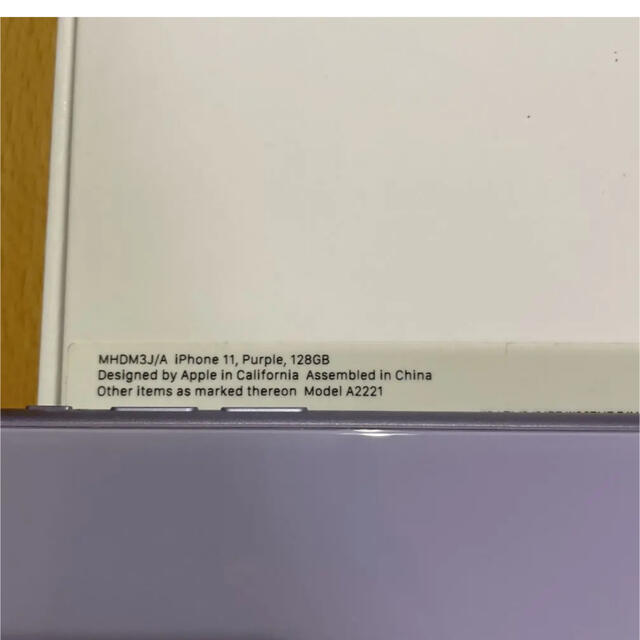 MHDM3J/A iPhone 11, Purple, 128GB
Designed by Apple in California Assembled in China
Other items as marked thereon Model A2221